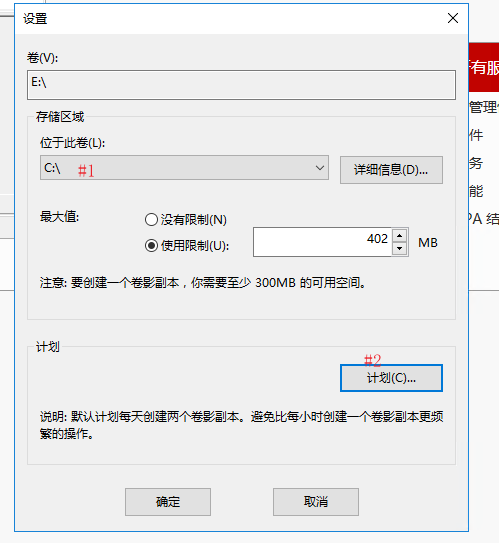 设置
卷(V):
E:\
存储区域
位于此卷(L):
C:\ #1
详细信息(D)...
最大值:
没有限制(N)
使用限制(U):
402
MB
注意: 要创建一个卷影副本，你需要至少 300MB 的可用空间。
计划
#2
计划(C)...
说明: 默认计划每天创建两个卷影副本。避免比每小时创建一个卷影副本更频
繁的操作。
确定
取消
有服
管理
件
务
能
PA 结